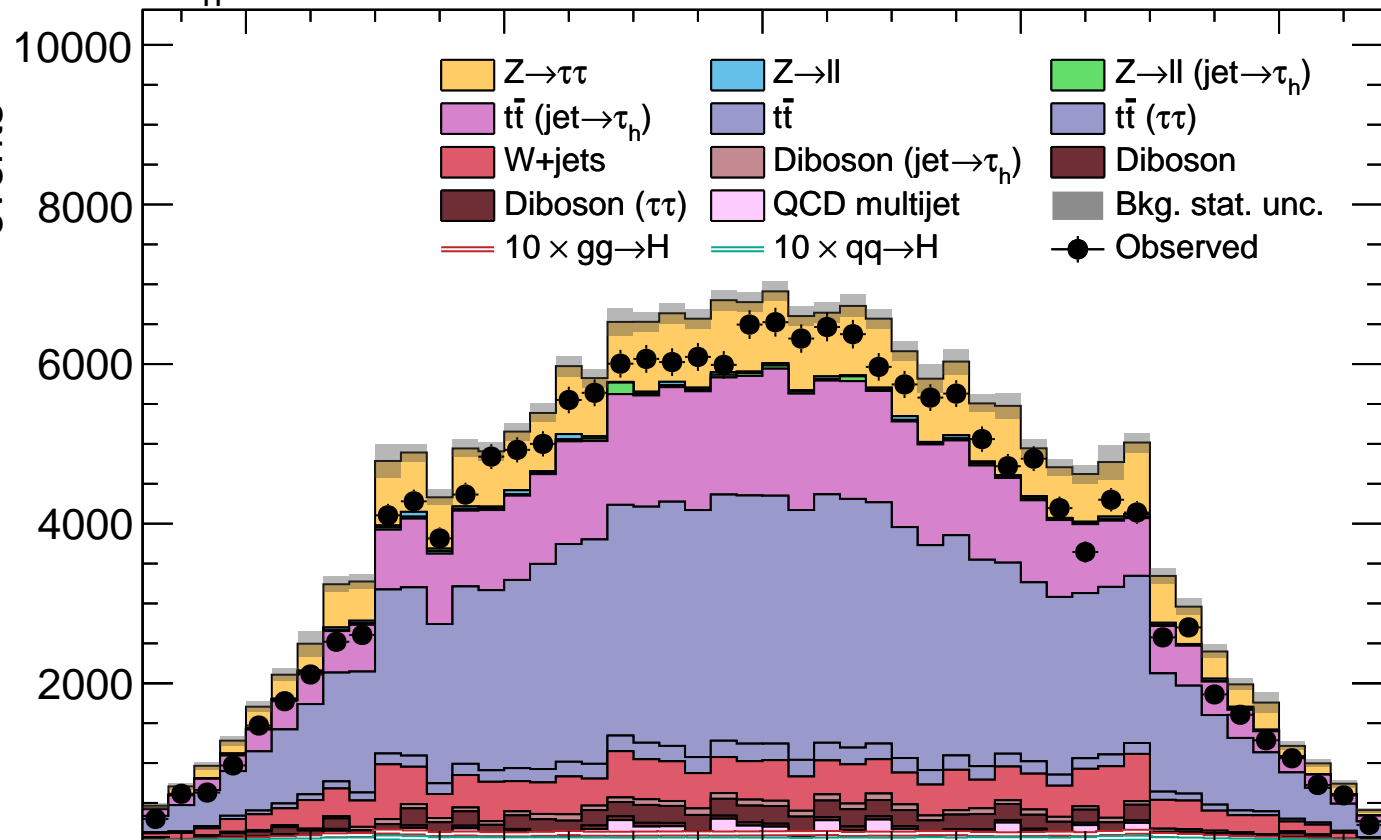 10000
Z→ττ Z→ll Z→ll (jet→τh)
tt̄ (jet→τh) tt̄ tt̄ (ττ)
W+jets Diboson (jet→τh) Diboson
8000
Diboson (ττ) QCD multijet Bkg. stat. unc.
10 × gg→H 10 × qq→H Observed
6000
4000
2000